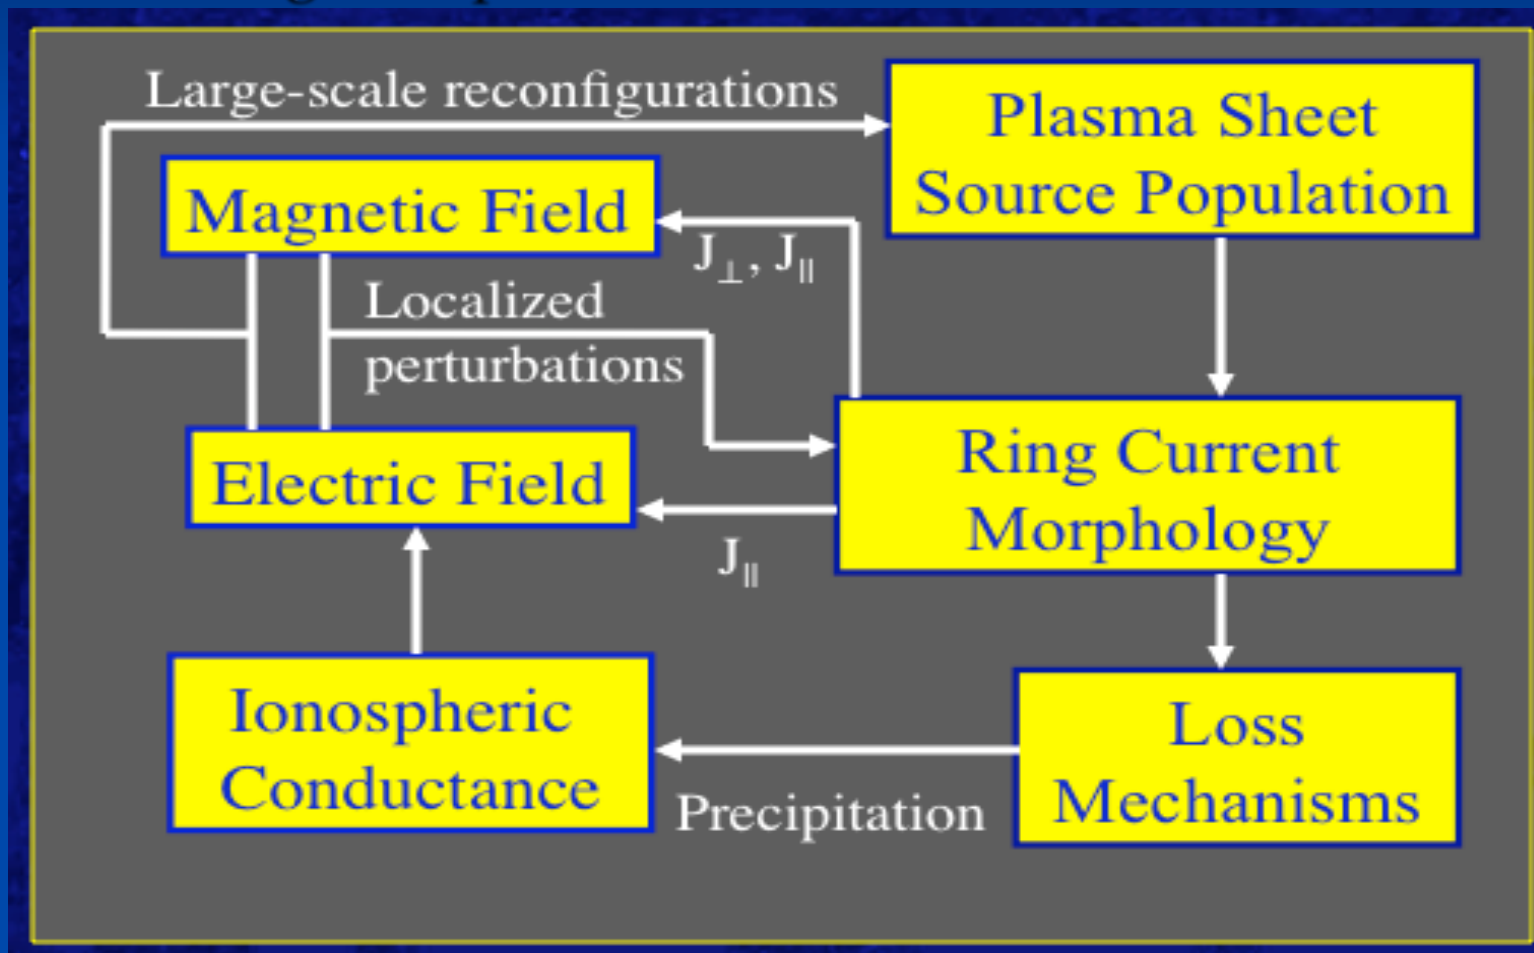 Large-scale reconfigurations
Plasma Sheet
Source Population
Magnetic Field
J⊥, J||
Localized
perturbations
Ring Current
Morphology
Electric Field
J||
Ionospheric
Conductance
Loss
Mechanisms
Precipitation